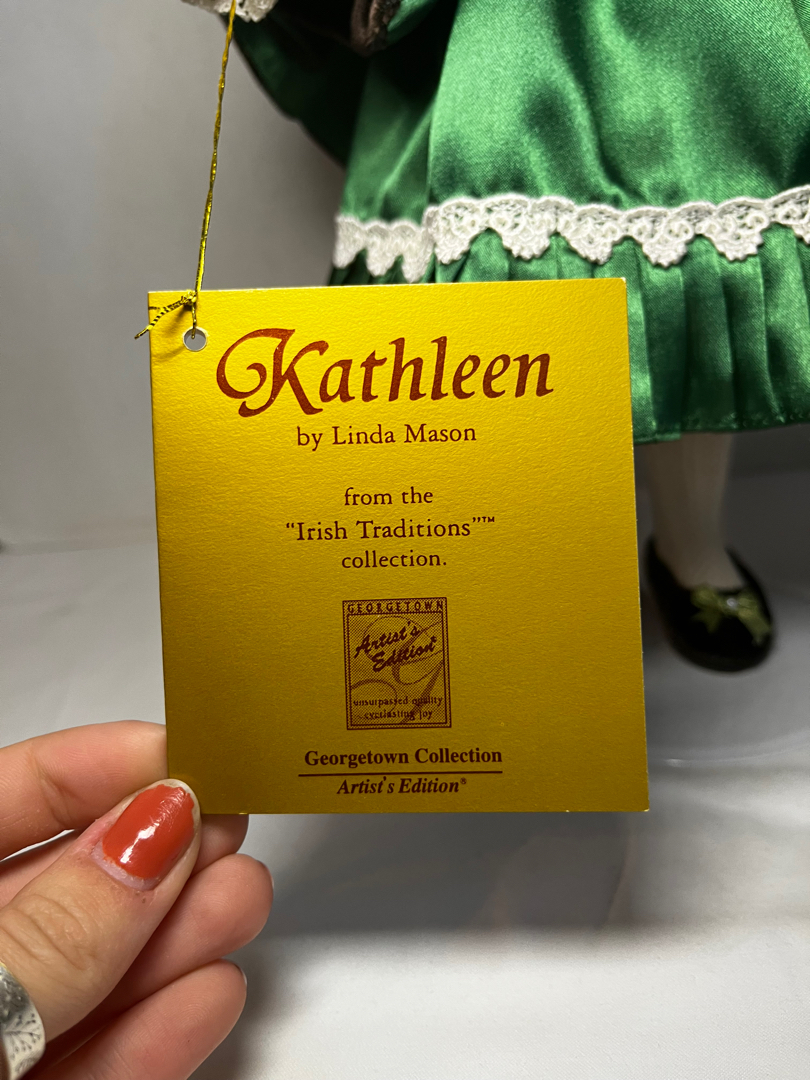 Kathleen
by Linda Mason
from the
“Irish Traditions”™
collection.
GEORGETOWN
Artist's
Edition®
unsurpassed quality
everlasting joy
Georgetown Collection
Artist's Edition®